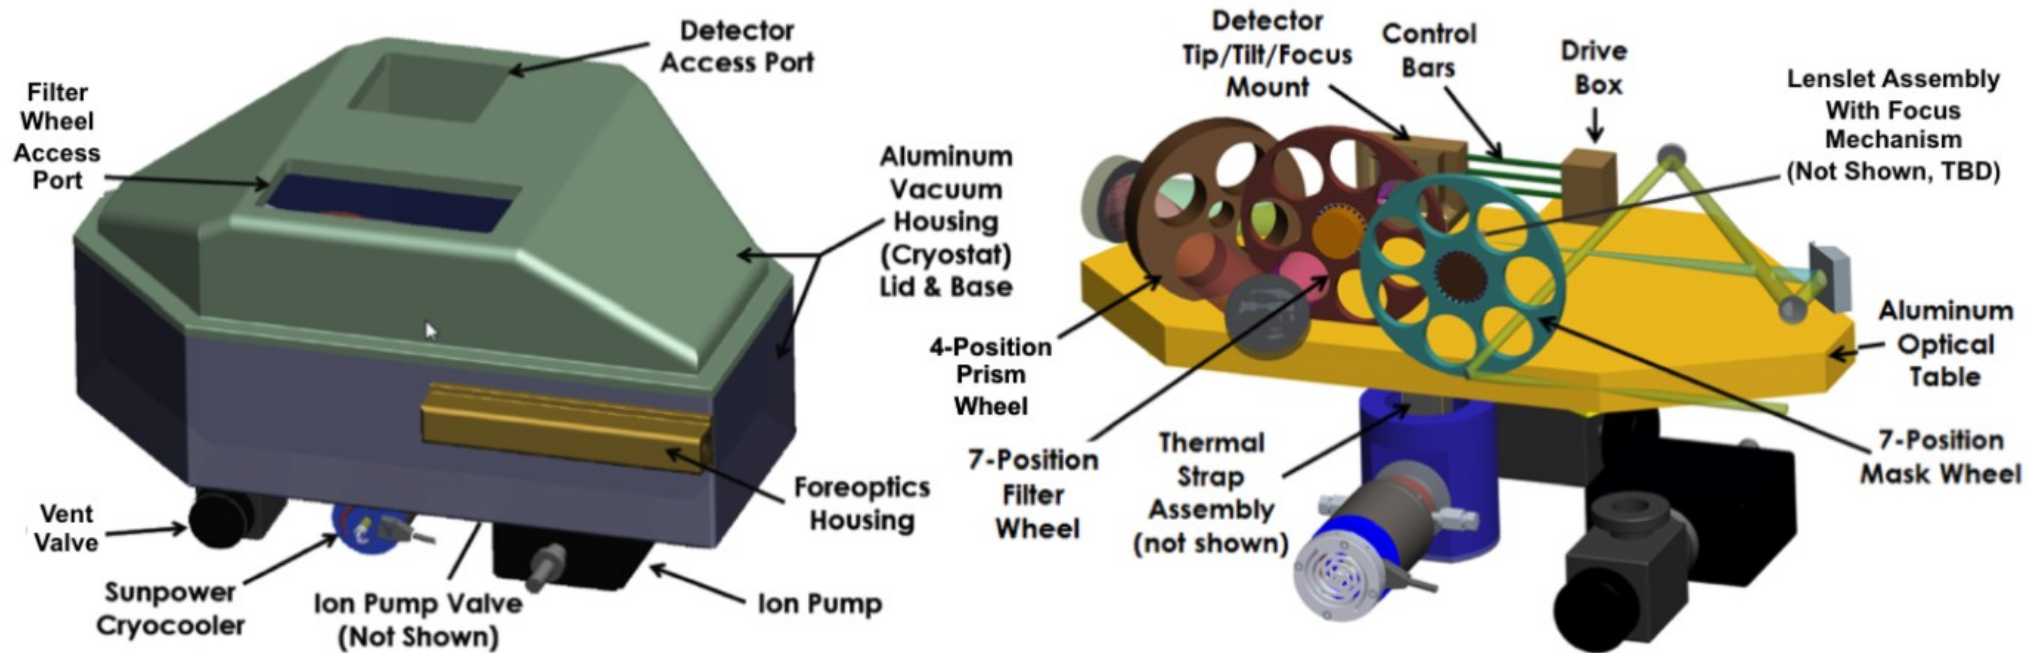 Detector
Access Port
Filter
Wheel
Access
Port
Aluminum
Vacuum
Housing
(Cryostat)
Lid & Base
Foreoptics
Housing
Vent
Valve
Sunpower
Cryocooler
Ion Pump Valve
(Not Shown)
Ion Pump
Detector
Tip/Tilt/Focus
Mount
Control
Bars
Drive
Box
Lenslet Assembly
With Focus
Mechanism
(Not Shown, TBD)
4-Position
Prism
Wheel
7-Position
Filter
Wheel
Thermal
Strap
Assembly
(not shown)
Aluminum
Optical
Table
7-Position
Mask Wheel